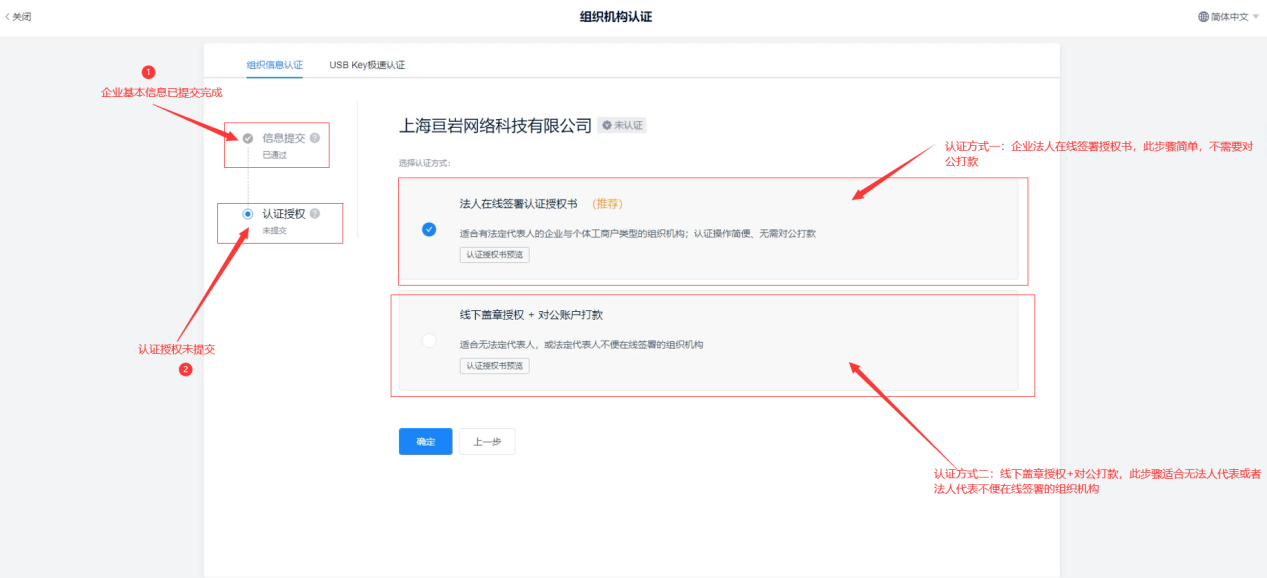 关闭
组织机构认证
简体中文
组织信息认证
USB Key极速认证
1
企业基本信息已提交完成
信息提交
已通过
认证授权
未提交
认证授权未提交
2
上海亘岩网络科技有限公司
未认证
选择认证方式:
认证方式一：企业法人在线签署授权书，此步骤简单，不需要对
公打款
法人在线签署认证授权书 （推荐）
适合有法定代表人的企业与个体工商户类型的组织机构；认证操作简便、无需对公打款
认证授权书预览
线下盖章授权 + 对公账户打款
适合无法定代表人，或法定代表人不便在线签署的组织机构
认证授权书预览
确定
上一步
认证方式二：线下盖章授权+对公打款，此步骤适合无法人代表或者
法人代表不便在线签署的组织机构